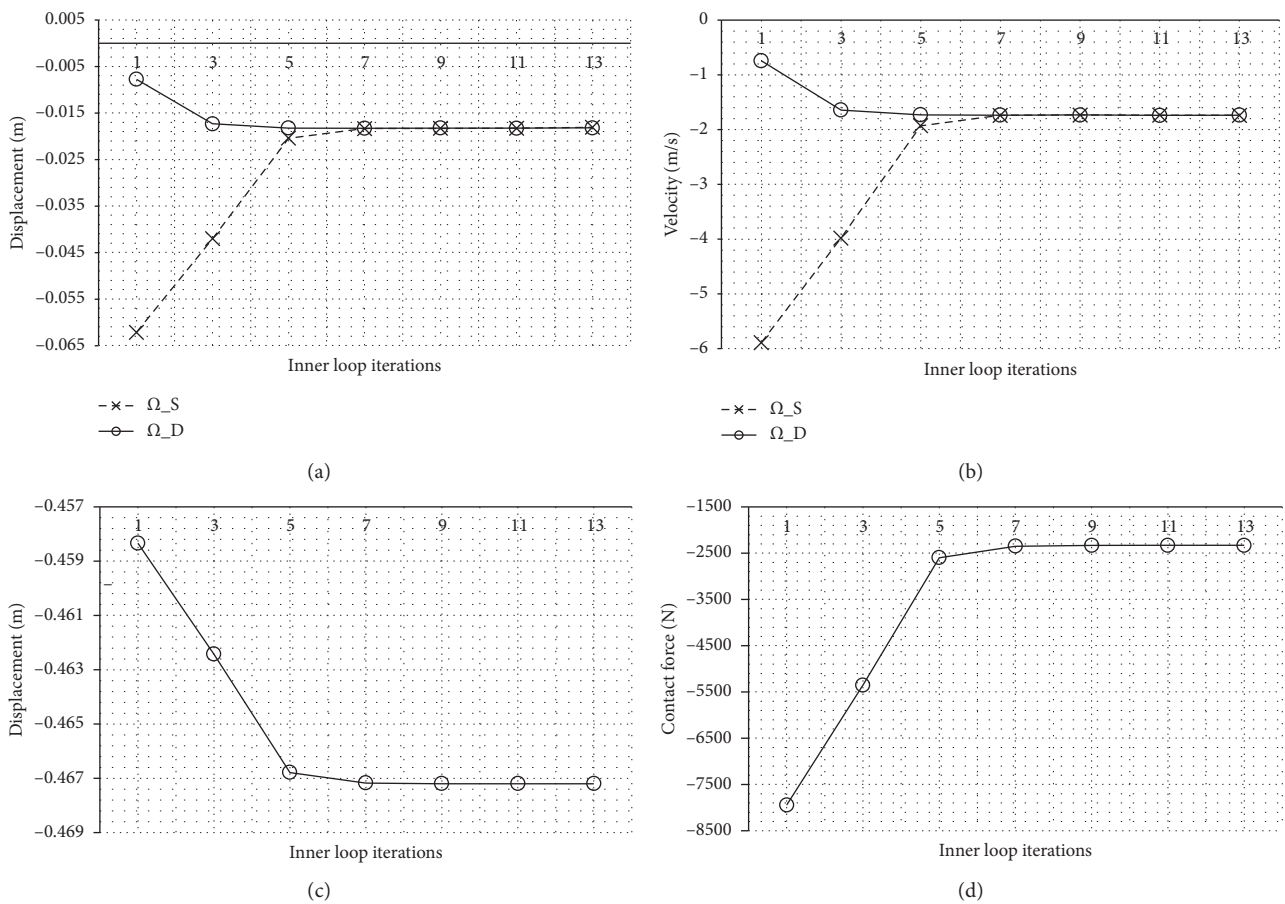 0.005
–0.005
–0.015
–0.025
–0.035
–0.045
–0.055
–0.065
Displacement (m)
1 3 5 7 9 11 13
Inner loop iterations
Ω_S
Ω_D
(a)
0
–1
–2
–3
–4
–5
–6
Velocity (m/s)
1 3 5 7 9 11 13
Inner loop iterations
Ω_S
Ω_D
(b)
–0.457
–0.459
–0.461
–0.463
–0.465
–0.467
–0.469
Displacement (m)
1 3 5 7 9 11 13
Inner loop iterations
(c)
–1500
–2500
–3500
–4500
–5500
–6500
–7500
–8500
Contact force (N)
1 3 5 7 9 11 13
Inner loop iterations
(d)